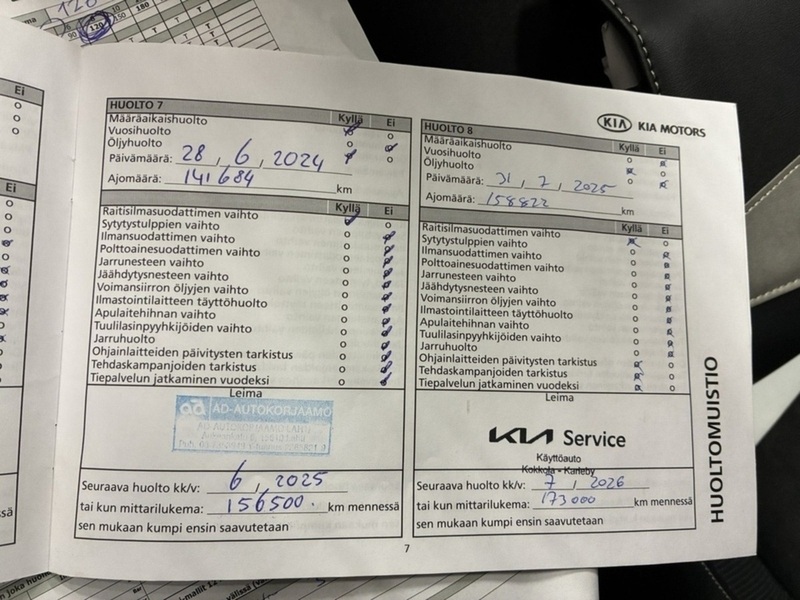 Ei
Ei
HUOLTO 7
Määräaikaishuolto Kyllä Ei
Vuosihuolto
Öljyhuolto
Päivämäärä: 28 , 6 , 2024
Ajomäärä: 141 684 km
Kyllä Ei
Raitisilmasuodattimen vaihto
Sytytystulppien vaihto
Ilmansuodattimen vaihto
Polttoainesuodattimen vaihto
Jarrunesteen vaihto
Jäähdytysnesteen vaihto
Voimansiirron öljyjen vaihto
Ilmastointilaitteen täyttöhuolto
Apulaitehihnan vaihto
Tuulilasinpyyhkijöiden vaihto
Jarruhuolto
Ohjainlaitteiden päivitysten tarkistus
Tehdaskampanjoiden tarkistus
Tiepalvelun jatkaminen vuodeksi
Leima
ad AD-AUTOKORJAAMO
Seuraava huolto kk/v: 6 , 2025
tai kun mittarilukema: 156500 . km mennessä
sen mukaan kumpi ensin saavutetaan
KIA KIA MOTORS
HUOLTO 8
Määräaikaishuolto Kyllä Ei
Vuosihuolto
Öljyhuolto
Päivämäärä: 31 , 7 , 2025
Ajomäärä: 158822 km
Kyllä Ei
Raitisilmasuodattimen vaihto
Sytytystulppien vaihto
Ilmansuodattimen vaihto
Polttoainesuodattimen vaihto
Jarrunesteen vaihto
Jäähdytysnesteen vaihto
Voimansiirron öljyjen vaihto
Ilmastointilaitteen täyttöhuolto
Apulaitehihnan vaihto
Tuulilasinpyyhkijöiden vaihto
Jarruhuolto
Ohjainlaitteiden päivitysten tarkistus
Tehdaskampanjoiden tarkistus
Tiepalvelun jatkaminen vuodeksi
Leima
KIA Service
Käyttöauto
Kokkola - Karleby
Seuraava huolto kk/v: 7 , 2026
tai kun mittarilukema: 173000 km mennessä
sen mukaan kumpi ensin saavutetaan
HUOLTOMUISTIO
7